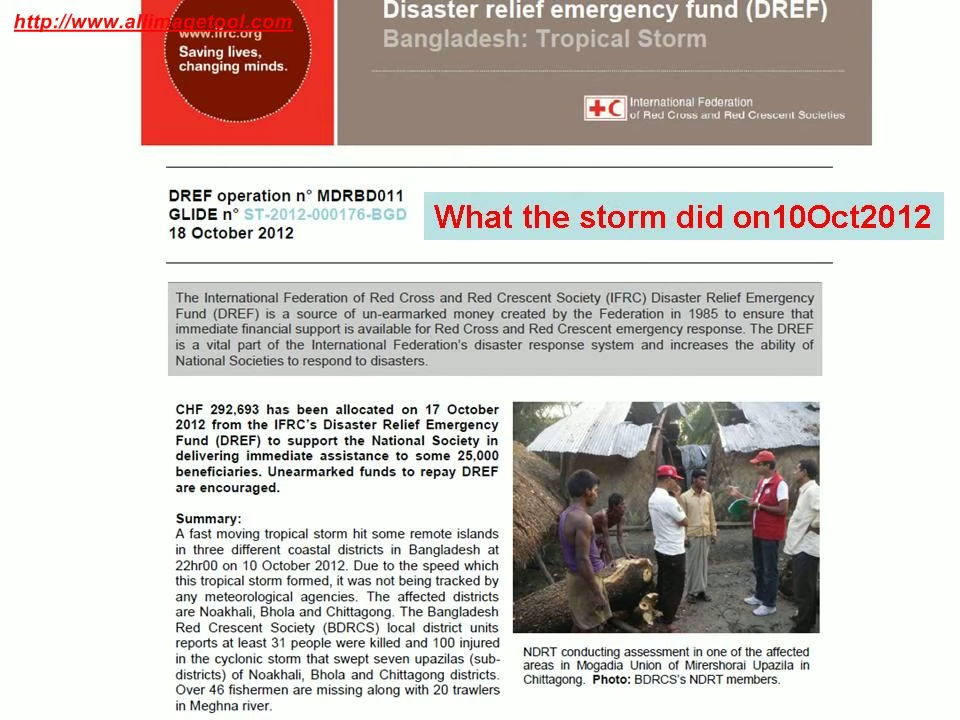 http://www.allimagetool.com
www.ifrc.org
Saving lives,
changing minds.
Disaster relief emergency fund (DREF)
Bangladesh: Tropical Storm
International Federation
of Red Cross and Red Crescent Societies
DREF operation n° MDRBD011
GLIDE n° ST-2012-000176-BGD
18 October 2012
What the storm did on10Oct2012
The International Federation of Red Cross and Red Crescent Society (IFRC) Disaster Relief Emergency
Fund (DREF) is a source of un-earmarked money created by the Federation in 1985 to ensure that
immediate financial support is available for Red Cross and Red Crescent emergency response. The DREF
is a vital part of the International Federation's disaster response system and increases the ability of
National Societies to respond to disasters.
CHF 292,693 has been allocated on 17 October
2012 from the IFRC's Disaster Relief Emergency
Fund (DREF) to support the National Society in
delivering immediate assistance to some 25,000
beneficiaries. Unearmarked funds to repay DREF
are encouraged.
Summary:
A fast moving tropical storm hit some remote islands
in three different coastal districts in Bangladesh at
22hr00 on 10 October 2012. Due to the speed which
this tropical storm formed, it was not being tracked by
any meteorological agencies. The affected districts
are Noakhali, Bhola and Chittagong. The Bangladesh
Red Crescent Society (BDRCS) local district units
reports at least 31 people were killed and 100 injured
in the cyclonic storm that swept seven upazilas (sub-
districts) of Noakhali, Bhola and Chittagong districts.
Over 46 fishermen are missing along with 20 trawlers
in Meghna river.
NDRT conducting assessment in one of the affected
areas in Mogadia Union of Mirershorai Upazila in
Chittagong. Photo: BDRCS's NDRT members.